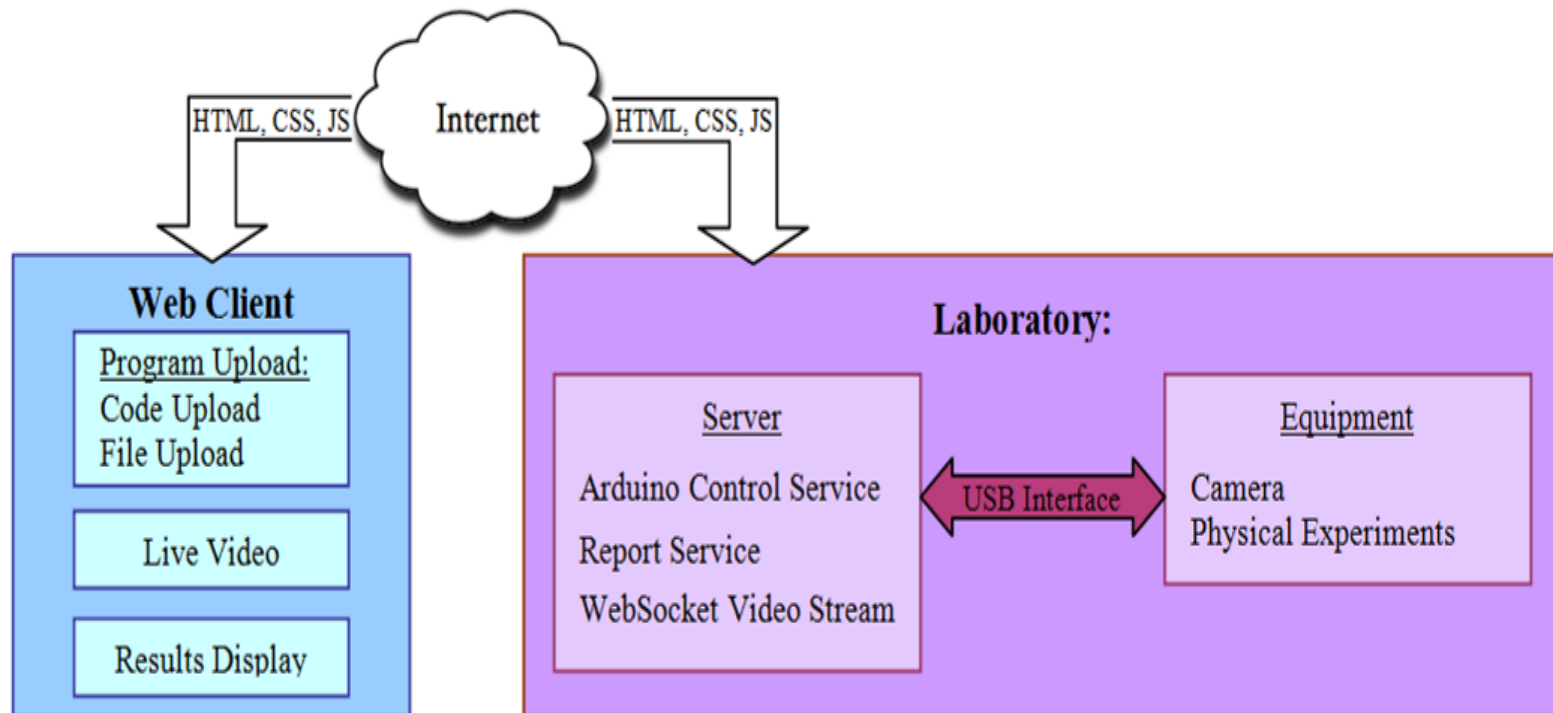 HTML, CSS, JS
Internet
HTML, CSS, JS
Web Client
Program Upload:
Code Upload
File Upload
Live Video
Results Display
Laboratory:
Server
Arduino Control Service
Report Service
WebSocket Video Stream
USB Interface
Equipment
Camera
Physical Experiments